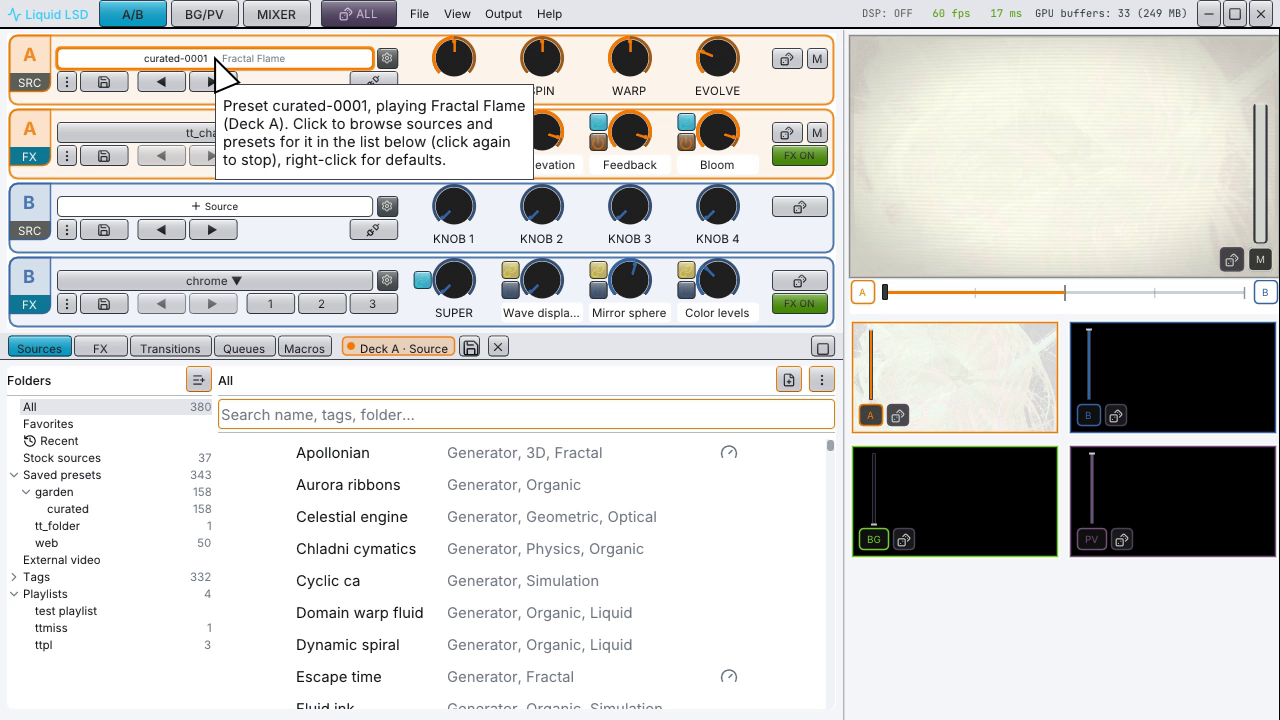 Liquid LSD
A/B
BG/PV
MIXER
ALL
File
View
Output
Help
DSP: OFF
60 fps
17 ms
GPU buffers: 33 (249 MB)
A
SRC
curated-0001
Fractal Flame
SPIN
WARP
EVOLVE
M
Preset curated-0001, playing Fractal Flame
(Deck A). Click to browse sources and
presets for it in the list below (click again
to stop), right-click for defaults.
A
FX
Feedback
Bloom
M
FX ON
B
SRC
+ Source
KNOB 1
KNOB 2
KNOB 3
KNOB 4
B
FX
chrome ▼
1
2
3
SUPER
Wave displa...
Mirror sphere
Color levels
FX ON
M
A
B
A
B
BG
PV
Sources
FX
Transitions
Queues
Macros
Deck A · Source
Folders
All 380
Favorites
Recent
Stock sources 37
Saved presets 343
garden 158
curated 158
tt_folder 1
web 50
External video
Tags 332
Playlists 4
test playlist
ttmiss 1
ttpl 3
All
Search name, tags, folder...
Apollonian Generator, 3D, Fractal
Aurora ribbons Generator, Organic
Celestial engine Generator, Geometric, Optical
Chladni cymatics Generator, Physics, Organic
Cyclic ca Generator, Simulation
Domain warp fluid Generator, Organic, Liquid
Dynamic spiral Generator, Organic, Liquid
Escape time Generator, Fractal
Fluid ink Generator, Organic, Simulation